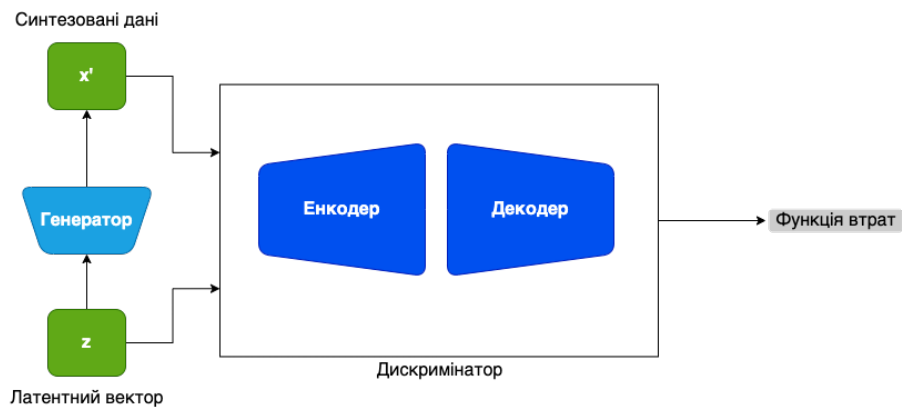 Синтезовані дані
x'
Генератор
z
Латентний вектор
Енкодер
Декодер
Дискримінатор
Функція втрат